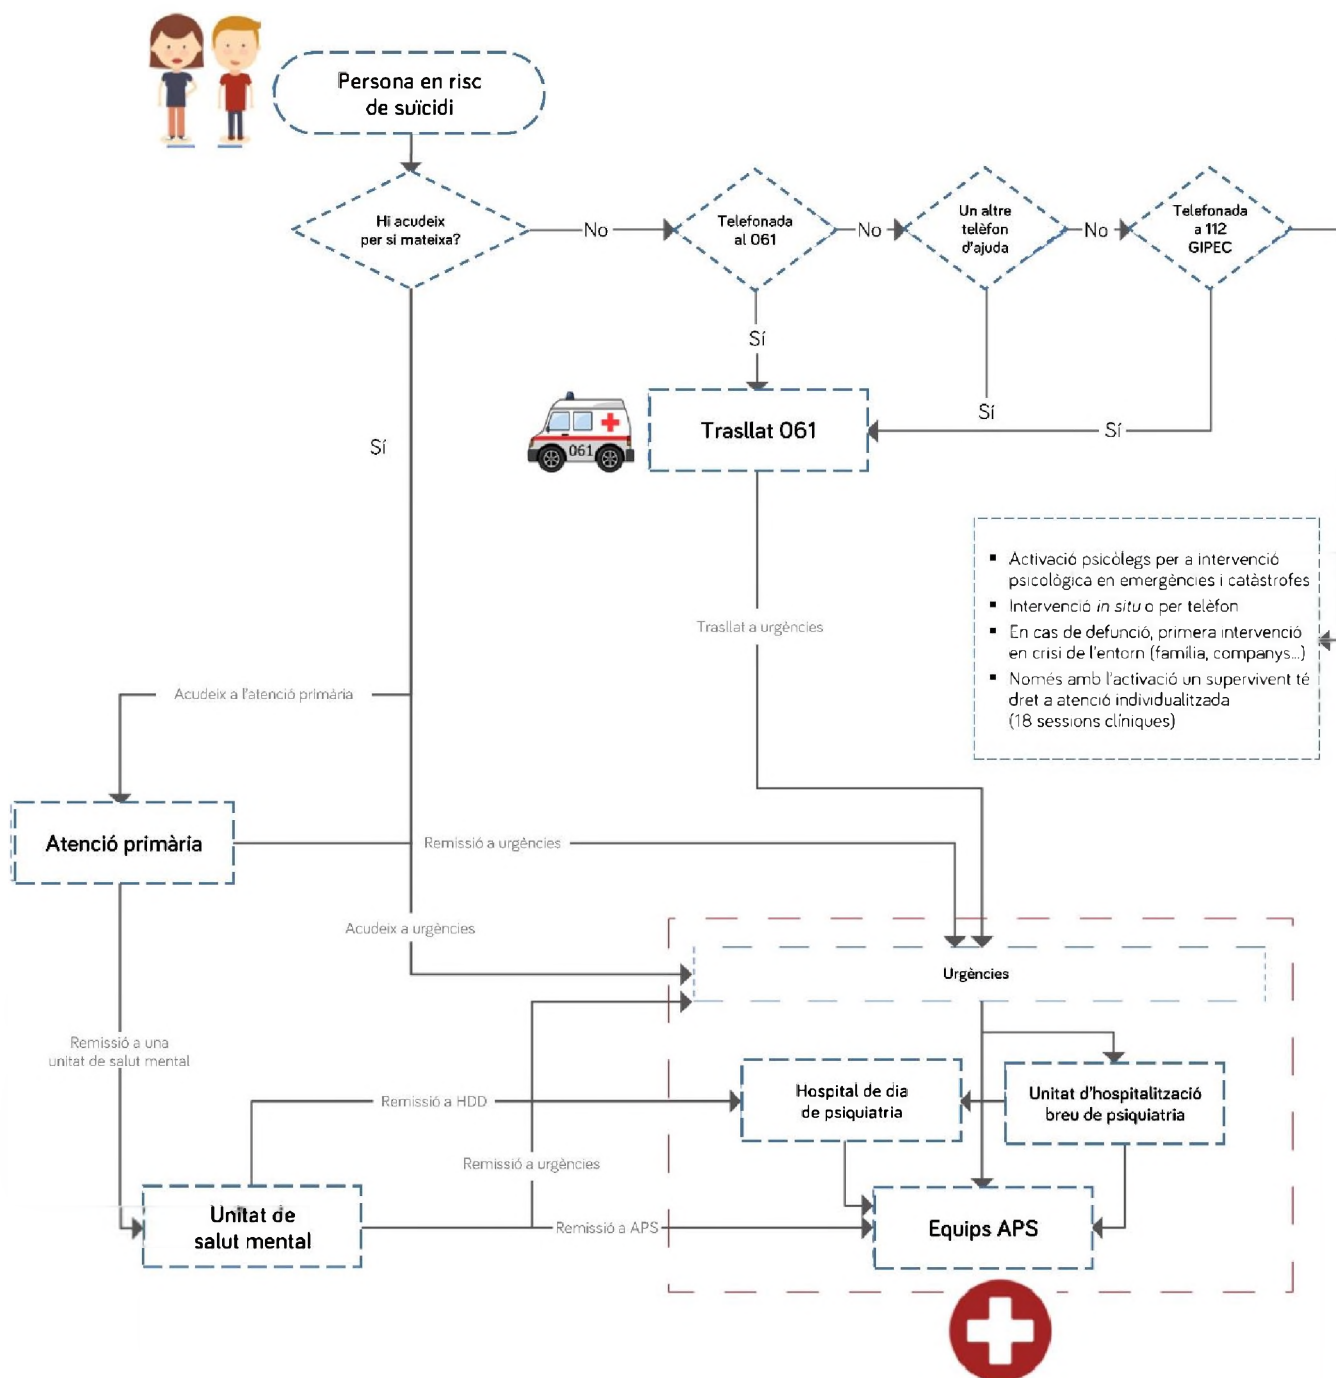 Persona en risc
de suïcidi
Hi acudeix
per si mateixa?
No
Telefonada
al 061
No
Un altre
telèfon
d'ajuda
No
Telefonada
a 112
GIPEC
Sí
Sí
Sí
Sí
Trasllat 061
061
▪ Activació psicòlegs per a intervenció
psicològica en emergències i catàstrofes
▪ Intervenció in situ o per telèfon
▪ En cas de defunció, primera intervenció
en crisi de l'entorn (família, companys...)
▪ Només amb l'activació un supervivent té
dret a atenció individualitzada
(18 sessions clíniques)
Trasllat a urgències
Acudeix a l'atenció primària
Atenció primària
Remissió a urgències
Acudeix a urgències
Urgències
Remissió a una
unitat de salut mental
Remissió a HDD
Hospital de dia
de psiquiatria
Unitat d'hospitalització
breu de psiquiatria
Remissió a urgències
Unitat de
salut mental
Remissió a APS
Equips APS